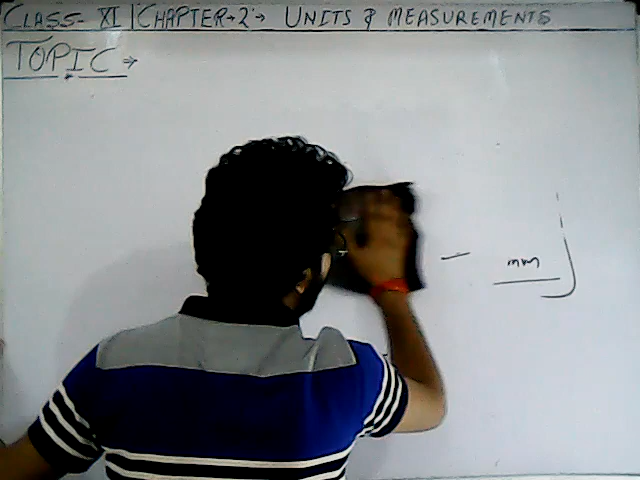 CLASS- XI | CHAPTER→2:→ UNITS & MEASUREMENTS
TOPIC→
— mm